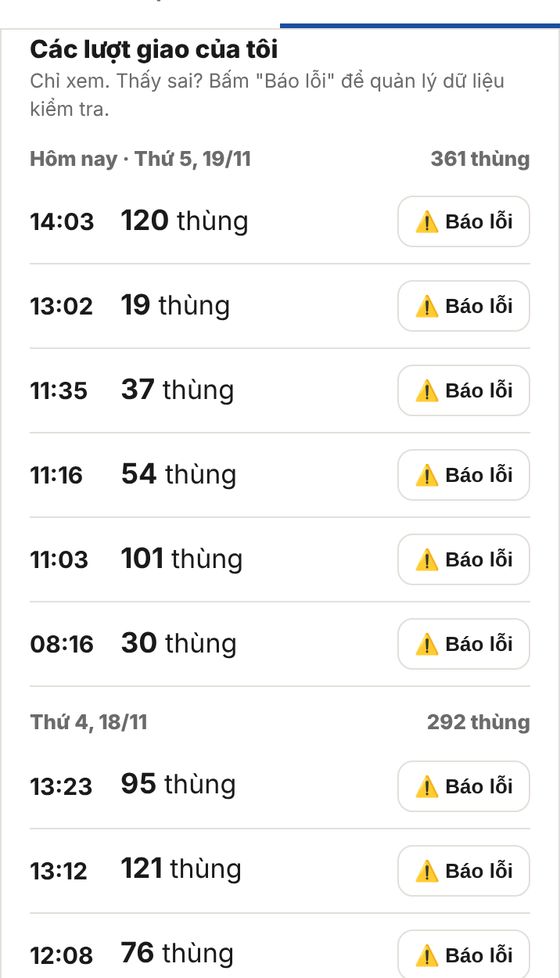 Các lượt giao của tôi
Chỉ xem. Thấy sai? Bấm "Báo lỗi" để quản lý dữ liệu
kiểm tra.
Hôm nay · Thứ 5, 19/11 361 thùng
14:03 120 thùng ⚠️ Báo lỗi
13:02 19 thùng ⚠️ Báo lỗi
11:35 37 thùng ⚠️ Báo lỗi
11:16 54 thùng ⚠️ Báo lỗi
11:03 101 thùng ⚠️ Báo lỗi
08:16 30 thùng ⚠️ Báo lỗi
Thứ 4, 18/11 292 thùng
13:23 95 thùng ⚠️ Báo lỗi
13:12 121 thùng ⚠️ Báo lỗi
12:08 76 thùng ⚠️ Báo lỗi